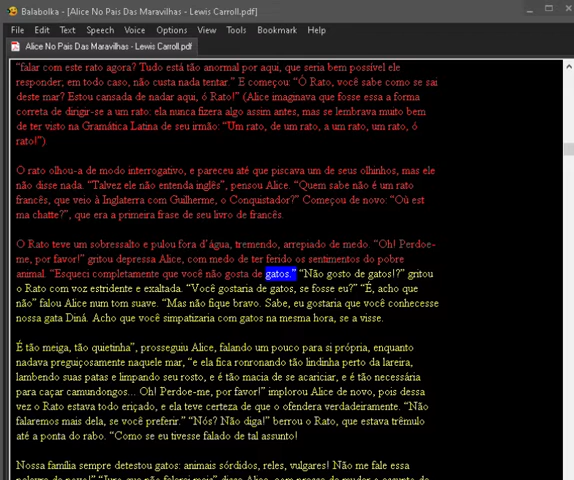 Balabolka - [Alice No Pais Das Maravilhas - Lewis Carroll.pdf]
File Edit Text Speech Voice Options Tools Bookmark Help
Alice No Pais Das Maravilhas - Lewis Carroll.pdf
"falar com este rato agora? Tudo está tão anormal por aqui, que seria bem possível ele
responder; em todo caso, não custa nada tentar." E começou: "Ó Rato, você sabe como se sai
deste mar? Estou cansada de nadar aqui, ó Rato!" (Alice imaginava que fosse essa a forma
correta de dirigir-se a um rato: ela nunca fizera algo assim antes, mas se lembrava muito bem
de ter visto na Gramática Latina de seu irmão: "Um rato, de um rato, a um rato, um rato, ó
rato!")
O rato olhou-a de modo interrogativo, e pareceu até que piscava um de seus olhinhos, mas ele
não disse nada. "Talvez ele não entenda inglês", pensou Alice. "Quem sabe não é um rato
francês, que veio à Inglaterra com Guilherme, o Conquistador?" Começou de novo: "Où est
ma chatte?", que era a primeira frase de seu livro de francês.
O Rato teve um sobressalto e pulou fora d'água, tremendo, arrepiado de medo. "Oh! Perdoe-
me, por favor!" gritou depressa Alice, com medo de ter ferido os sentimentos do pobre
animal. "Esqueci completamente que você não gosta de gatos." "Não gosto de gatos!?" gritou
o Rato com voz estridente e exaltada. "Você gostaria de gatos, se fosse eu?" "É, acho que
não" falou Alice num tom suave. "Mas não fique bravo. Sabe, eu gostaria que você conhecesse
nossa gata Diná. Acho que você simpatizaria com gatos na mesma hora, se a visse.
É tão meiga, tão quietinha", prosseguiu Alice, falando um pouco para si própria, enquanto
nadava preguiçosamente naquele mar, "e ela fica ronronando tão lindinha perto da lareira,
lambendo suas patas e limpando seu rosto, e é tão macia de se acariciar, e é tão necessária
para caçar camundongos... Oh! Perdoe-me, por favor!" implorou Alice de novo, pois dessa
vez o Rato estava todo eriçado, e ela teve certeza de que o ofendera verdadeiramente. "Não
falaremos mais dela, se você preferir." "Nós? Não diga!" berrou o Rato, que estava trêmulo
até a ponta do rabo. "Como se eu tivesse falado de tal assunto!
Nossa família sempre detestou gatos: animais sórdidos, reles, vulgares! Não me fale essa